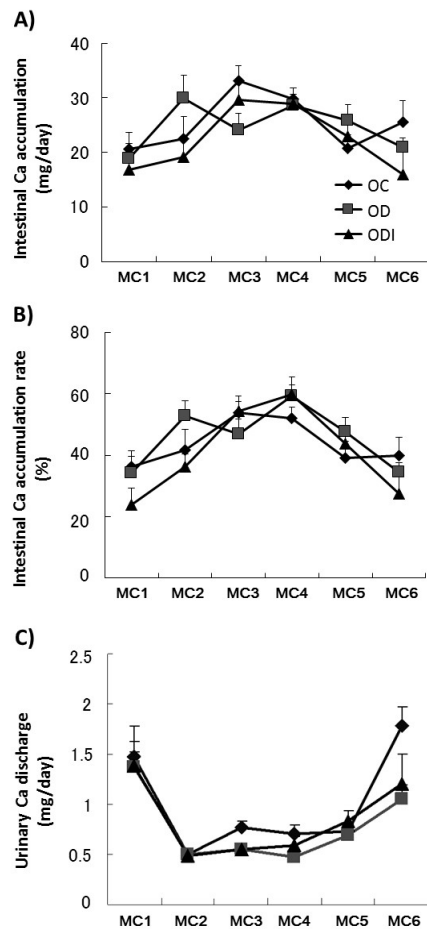 A)
Intestinal Ca accumulation
(mg/day)
40
30
20
10
0
OC
OD
ODI
MC1 MC2 MC3 MC4 MC5 MC6
B)
Intestinal Ca accumulation rate
(%)
80
60
40
20
0
MC1 MC2 MC3 MC4 MC5 MC6
C)
Urinary Ca discharge
(mg/day)
2.5
2
1.5
1
0.5
0
MC1 MC2 MC3 MC4 MC5 MC6